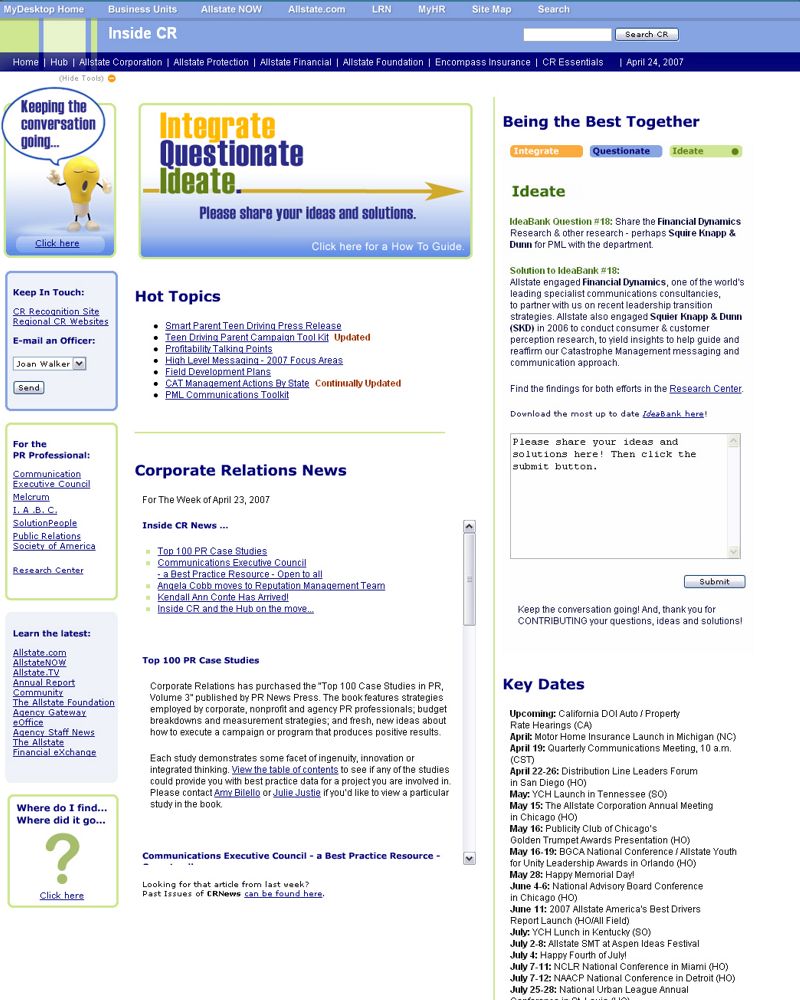 MyDesktop Home Business Units Allstate NOW Allstate.com LRN MyHR Site Map Search
Inside CR
Search CR
Home | Hub | Allstate Corporation | Allstate Protection | Allstate Financial | Allstate Foundation | Encompass Insurance | CR Essentials | April 24, 2007
(Hide Tools)
Keeping the
conversation
going...
Click here
Keep In Touch:
CR Recognition Site
Regional CR Websites
E-mail an Officer:
Joan Walker
Send
For the
PR Professional:
Communication
Executive Council
Melcrum
I. A .B. C.
SolutionPeople
Public Relations
Society of America
Research Center
Learn the latest:
Allstate.com
AllstateNOW
Allstate.TV
Annual Report
Community
The Allstate Foundation
Agency Gateway
eOffice
Agency Staff News
The Allstate
Financial eXchange
Where do I find...
Where did it go...
?
Click here
Integrate
Questionate
Ideate.
Please share your ideas and solutions.
Click here for a How To Guide.
Hot Topics
Smart Parent Teen Driving Press Release
Teen Driving Parent Campaign Tool Kit Updated
Profitability Talking Points
High Level Messaging - 2007 Focus Areas
Field Development Plans
CAT Management Actions By State Continually Updated
PML Communications Toolkit
Corporate Relations News
For The Week of April 23, 2007
Inside CR News ...
Top 100 PR Case Studies
Communications Executive Council
- a Best Practice Resource - Open to all
Angela Cobb moves to Reputation Management Team
Kendall Ann Conte Has Arrived!
Inside CR and the Hub on the move...
Top 100 PR Case Studies
Corporate Relations has purchased the "Top 100 Case Studies in PR,
Volume 3" published by PR News Press. The book features strategies
employed by corporate, nonprofit and agency PR professionals; budget
breakdowns and measurement strategies; and fresh, new ideas about
how to execute a campaign or program that produces positive results.
Each study demonstrates some facet of ingenuity, innovation or
integrated thinking. View the table of contents to see if any of the studies
could provide you with best practice data for a project you are involved in.
Please contact Amy Bilello or Julie Justie if you'd like to view a particular
study in the book.
Communications Executive Council - a Best Practice Resource -
Looking for that article from last week?
Past Issues of CRNews can be found here.
Being the Best Together
Integrate Questionate Ideate
Ideate
IdeaBank Question #18: Share the Financial Dynamics
Research & other research - perhaps Squire Knapp &
Dunn for PML with the department.
Solution to IdeaBank #18:
Allstate engaged Financial Dynamics, one of the world's
leading specialist communications consultancies,
to partner with us on recent leadership transition
strategies. Allstate also engaged Squier Knapp & Dunn
(SKD) in 2006 to conduct consumer & customer
perception research, to yield insights to help guide and
reaffirm our Catastrophe Management messaging and
communication approach.
Find the findings for both efforts in the Research Center.
Download the most up to date IdeaBank here!
Please share your ideas and
solutions here! Then click the
submit button.
Submit
Keep the conversation going! And, thank you for
CONTRIBUTING your questions, ideas and solutions!
Key Dates
Upcoming: California DOI Auto / Property
Rate Hearings (CA)
April: Motor Home Insurance Launch in Michigan (NC)
April 19: Quarterly Communications Meeting, 10 a.m.
(CST)
April 22-26: Distribution Line Leaders Forum
in San Diego (HO)
May: YCH Launch in Tennessee (SO)
May 15: The Allstate Corporation Annual Meeting
in Chicago (HO)
May 16: Publicity Club of Chicago's
Golden Trumpet Awards Presentation (HO)
May 16-19: BGCA National Conference / Allstate Youth
for Unity Leadership Awards in Orlando (HO)
May 28: Happy Memorial Day!
June 4-6: National Advisory Board Conference
in Chicago (HO)
June 11: 2007 Allstate America's Best Drivers
Report Launch (HO/All Field)
July: YCH Lunch in Kentucky (SO)
July 2-8: Allstate SMT at Aspen Ideas Festival
July 4: Happy Fourth of July!
July 7-11: NCLR National Conference in Miami (HO)
July 7-12: NAACP National Conference in Detroit (HO)
July 25-28: National Urban League Annual
Conference in St. Louis (HO)